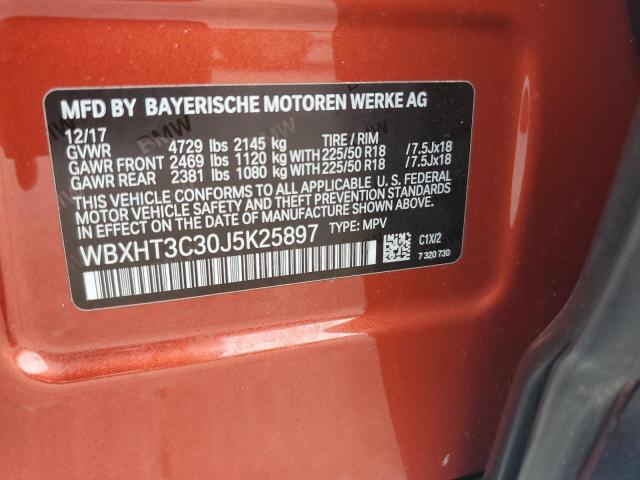 MFD BY BAYERISCHE MOTOREN WERKE AG
12/17
GVWR 4729 lbs 2145 kg TIRE / RIM
GAWR FRONT 2469 lbs 1120 kg WITH 225/50 R18 /7.5Jx18
GAWR REAR 2381 lbs 1080 kg WITH 225/50 R18 /7.5Jx18
THIS VEHICLE CONFORMS TO ALL APPLICABLE U. S. FEDERAL
MOTOR VEHICLE SAFETY AND THEFT PREVENTION STANDARDS
IN EFFECT ON THE DATE OF MANUFACTURE SHOWN ABOVE.
WBXHT3C30J5K25897 TYPE: MPV
C1X/2
7 320 730
BMW
BMW